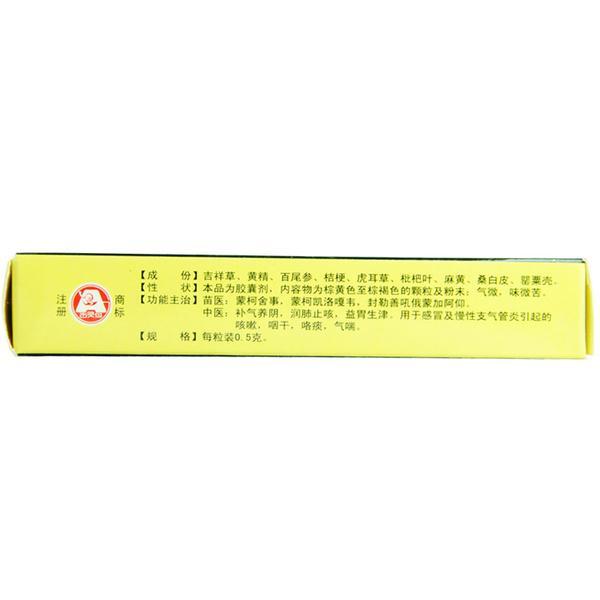 注册
商标
【成 份】吉祥草、黄精、百尾参、桔梗、虎耳草、枇杷叶、麻黄、桑白皮、罂粟壳。
【性 状】本品为胶囊剂，内容物为棕黄色至棕褐色的颗粒及粉末；气微，味微苦。
【功能主治】苗医：蒙柯舍事，蒙柯凯洛嘎韦，封勒善吼俄蒙加阿仰。
中医：补气养阴，润肺止咳，益胃生津。用于感冒及慢性支气管炎引起的
咳嗽，咽干，咯痰，气喘。
【规 格】每粒装0.5克。